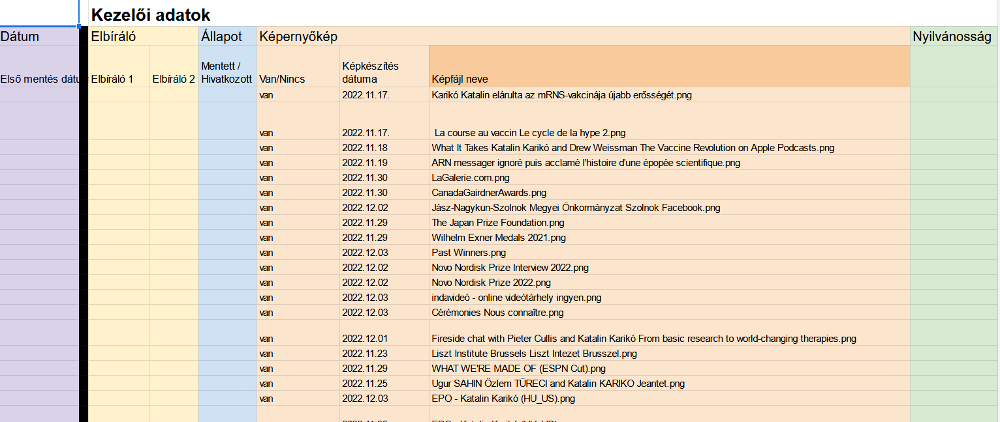 Kezelői adatok
Dátum Elbíráló Állapot Képernyőkép Nyilvánosság
Első mentés dátu Elbíráló 1 Elbíráló 2 Mentett / Hivatkozott Van/Nincs Képkészítés dátuma Képfájl neve
van 2022.11.17. Karikó Katalin elárulta az mRNS-vakcinája újabb erősségét.png
van 2022.11.17. La course au vaccin Le cycle de la hype 2.png
van 2022.11.18 What It Takes Katalin Karikó and Drew Weissman The Vaccine Revolution on Apple Podcasts.png
van 2022.11.19 ARN messager ignoré puis acclamé l'histoire d'une épopée scientifique.png
van 2022.11.30 LaGalerie.com.png
van 2022.11.30 CanadaGairdnerAwards.png
van 2022.12.02 Jász-Nagykun-Szolnok Megyei Önkormányzat Szolnok Facebook.png
van 2022.11.29 The Japan Prize Foundation.png
van 2022.11.29 Wilhelm Exner Medals 2021.png
van 2022.12.03 Past Winners.png
van 2022.12.02 Novo Nordisk Prize Interview 2022.png
van 2022.12.02 Novo Nordisk Prize 2022.png
van 2022.12.03 indavideó - online videótárhely ingyen.png
van 2022.12.03 Cérémonies Nous connaître.png
van 2022.12.01 Fireside chat with Pieter Cullis and Katalin Karikó From basic research to world-changing therapies.png
van 2022.11.23 Liszt Institute Brussels Liszt Intezet Brusszel.png
van 2022.11.29 WHAT WE'RE MADE OF (ESPN Cut).png
van 2022.11.25 Ugur SAHIN Özlem TÜRECI and Katalin KARIKO Jeantet.png
van 2022.12.03 EPO - Katalin Karikó (HU_US).png